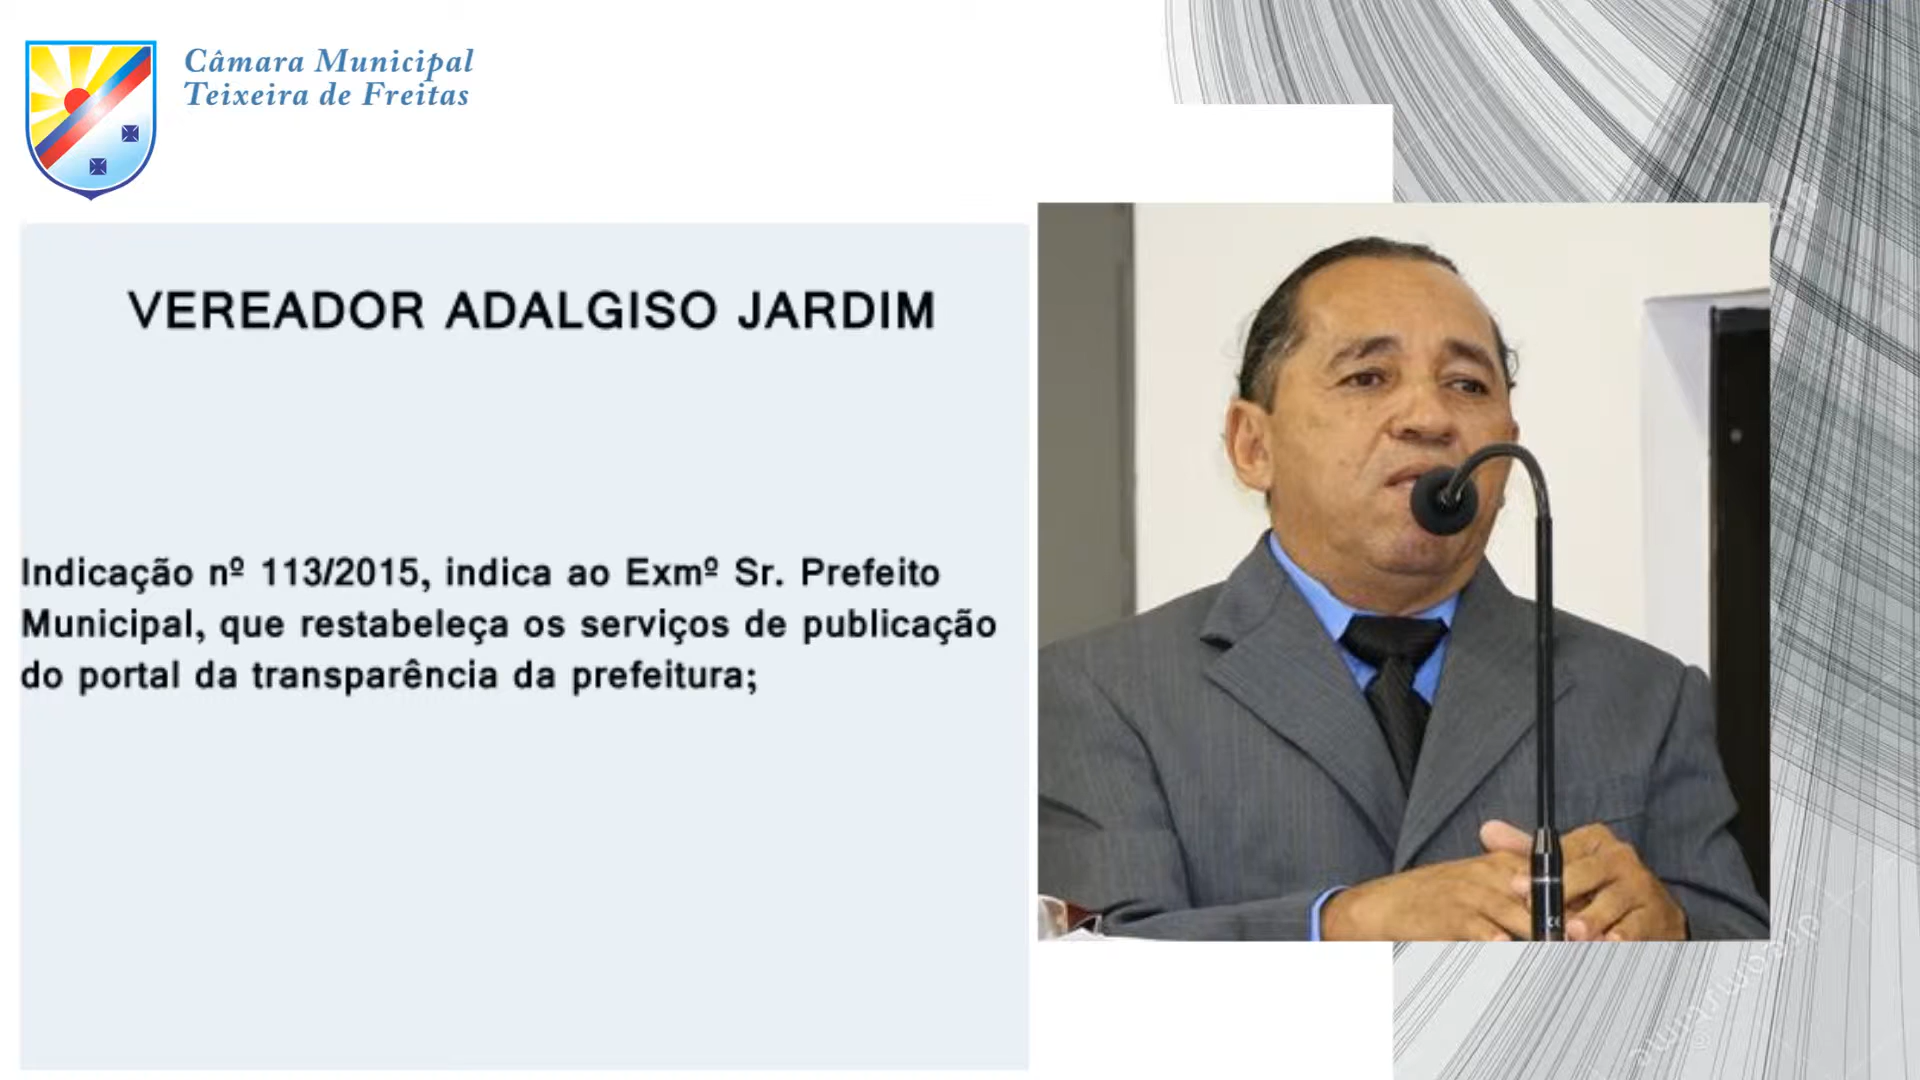 Câmara Municipal
Teixeira de Freitas
VEREADOR ADALGISO JARDIM
Indicação nº 113/2015, indica ao Exmº Sr. Prefeito
Municipal, que restabeleça os serviços de publicação
do portal da transparência da prefeitura;